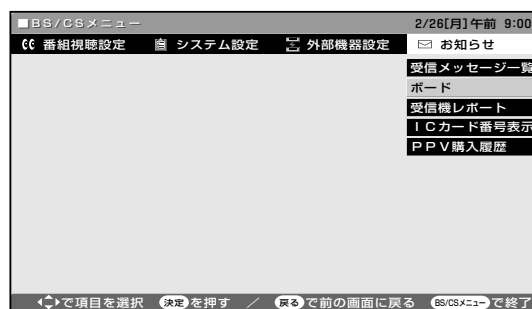 ■BS/CSメニュー 2/26[月]午前 9:00
番組視聴設定 システム設定 外部機器設定 お知らせ
受信メッセージ一覧
ボード
受信機レポート
ICカード番号表示
PPV購入履歴
で項目を選択 決定を押す / 戻るで前の画面に戻る BS/CSメニューで終了